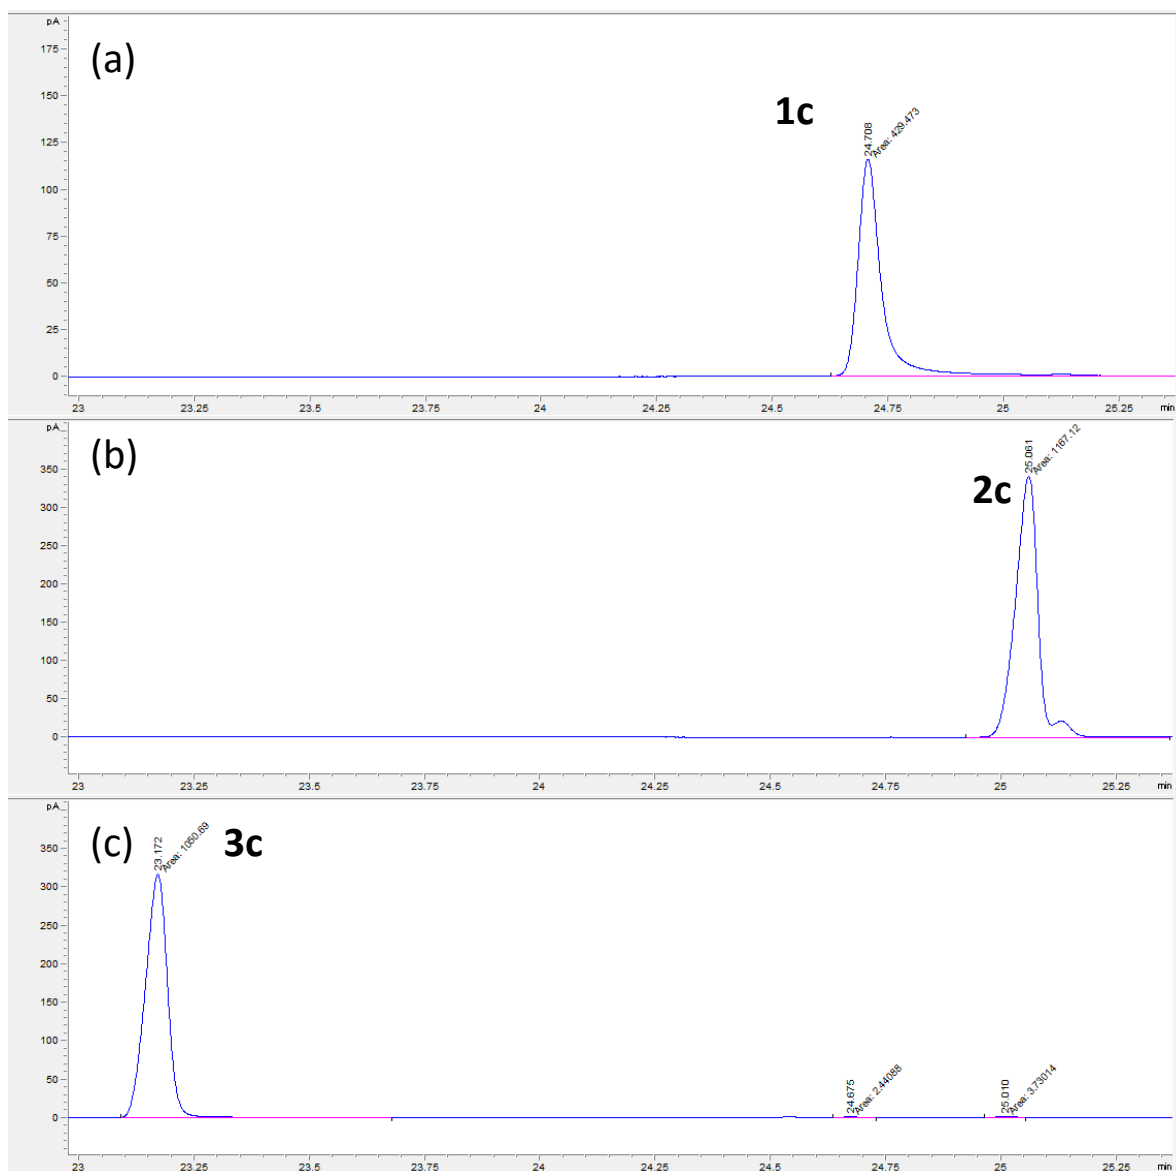 pA
175
150
125
100
75
50
25
0
(a)
1c
24.708
Area: 429.473
23 23.25 23.5 23.75 24 24.25 24.5 24.75 25 25.25 min
pA
350
300
250
200
150
100
50
0
(b)
2c
25.061
Area: 1167.12
23 23.25 23.5 23.75 24 24.25 24.5 24.75 25 25.25 min
pA
350
300
250
200
150
100
50
0
(c)
23.172
Area: 1050.69
3c
24.675
Area: 2.44088
25.010
Area: 3.73014
23 23.25 23.5 23.75 24 24.25 24.5 24.75 25 25.25 min